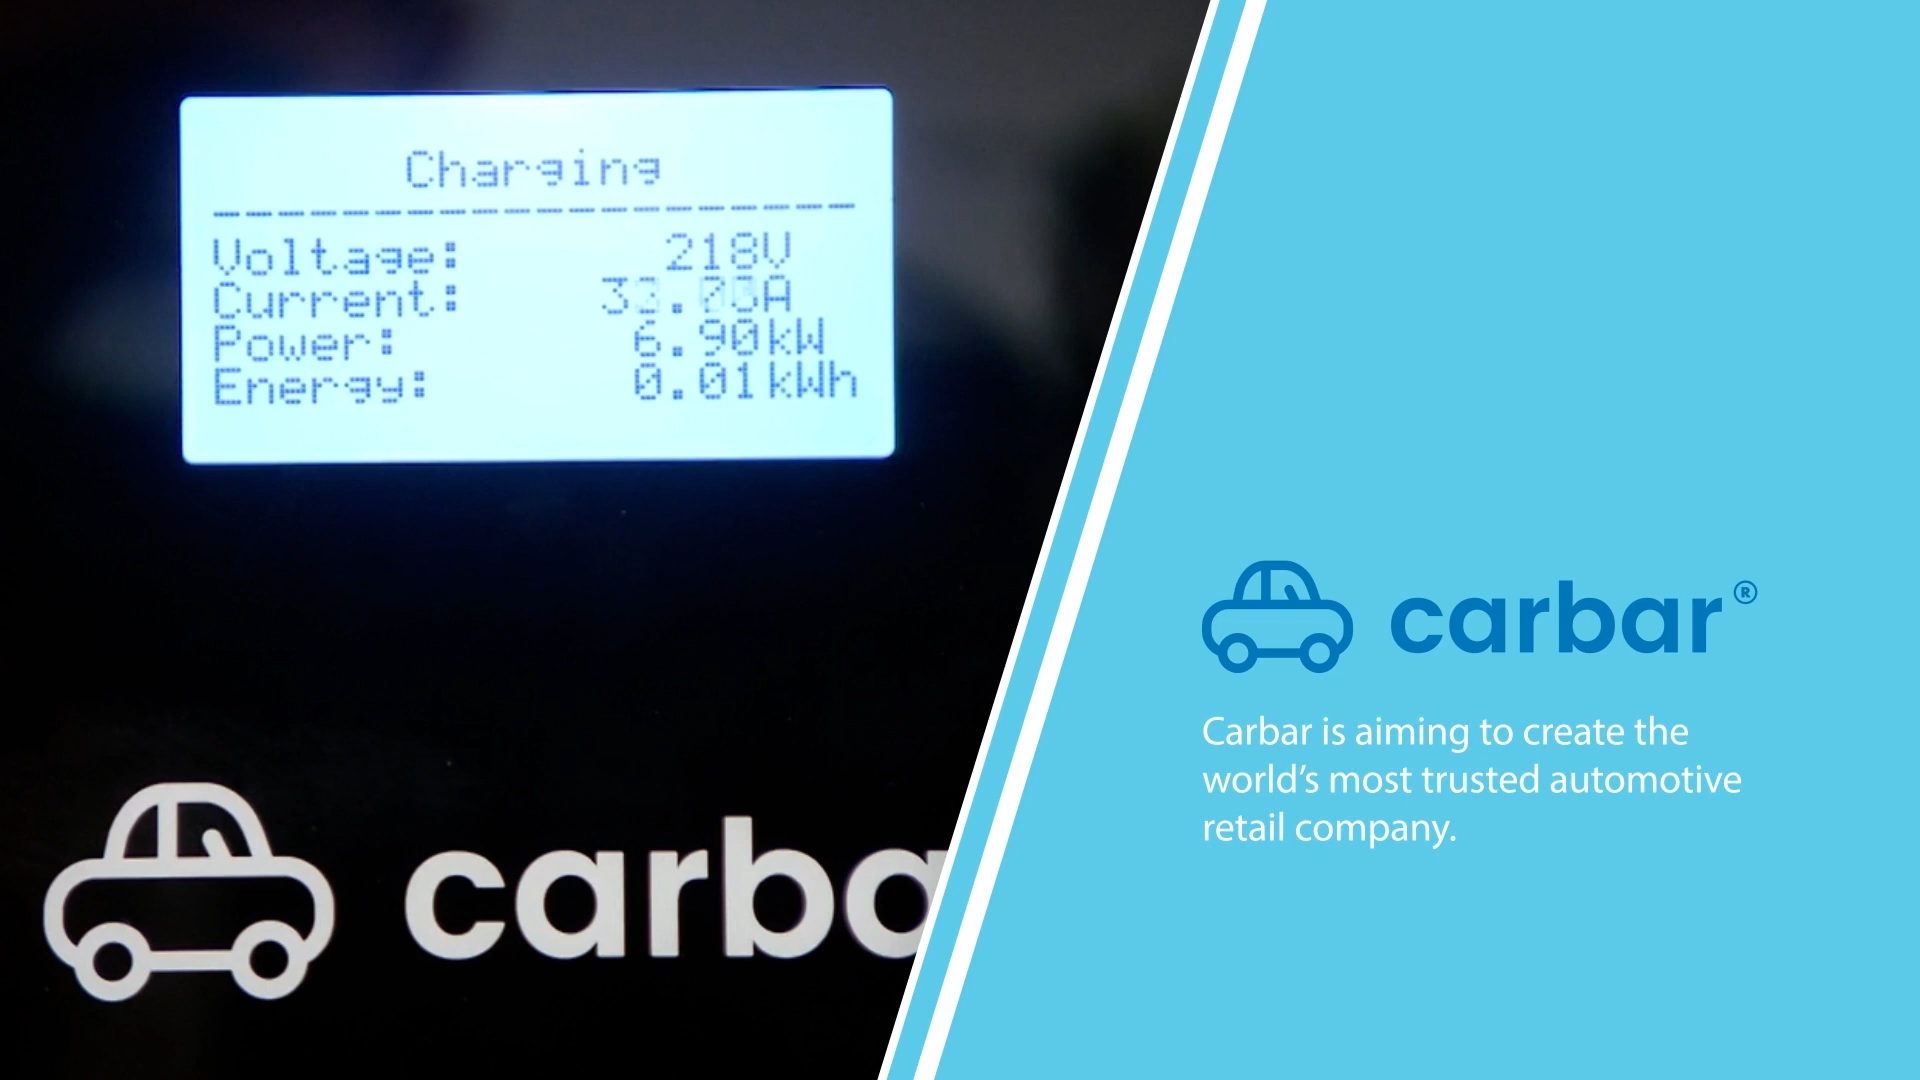 Charging
Voltage: 218V
Current:
Power: 6.90kW
Energy: 0.01kWh
carba
carbar®
Carbar is aiming to create the
world’s most trusted automotive
retail company.